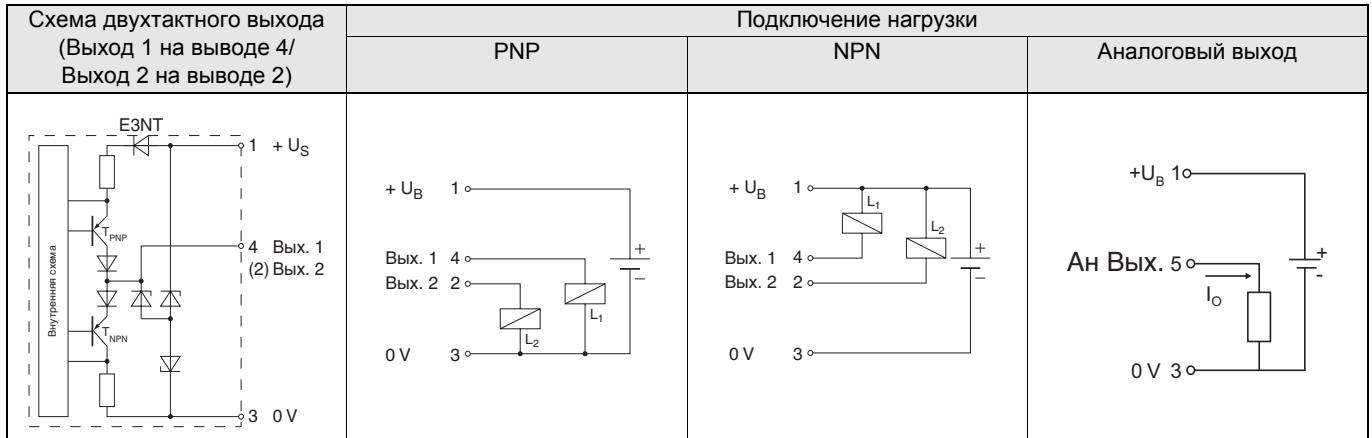 Схема двухтактного выхода
(Выход 1 на выводе 4/
Выход 2 на выводе 2)
Подключение нагрузки
PNP
NPN
Аналоговый выход
E3NT
1 + U_S
Внутренняя схема
T_PNP
4 Вых. 1
(2) Вых. 2
T_NPN
3 0 V
+ U_B 1
Вых. 1 4
Вых. 2 2
+
−
L_1
L_2
0 V 3
+ U_B 1
L_1
L_2
Вых. 1 4
Вых. 2 2
+
−
0 V 3
+U_B 1
Ан Вых. 5
+
-
I_O
0 V 3